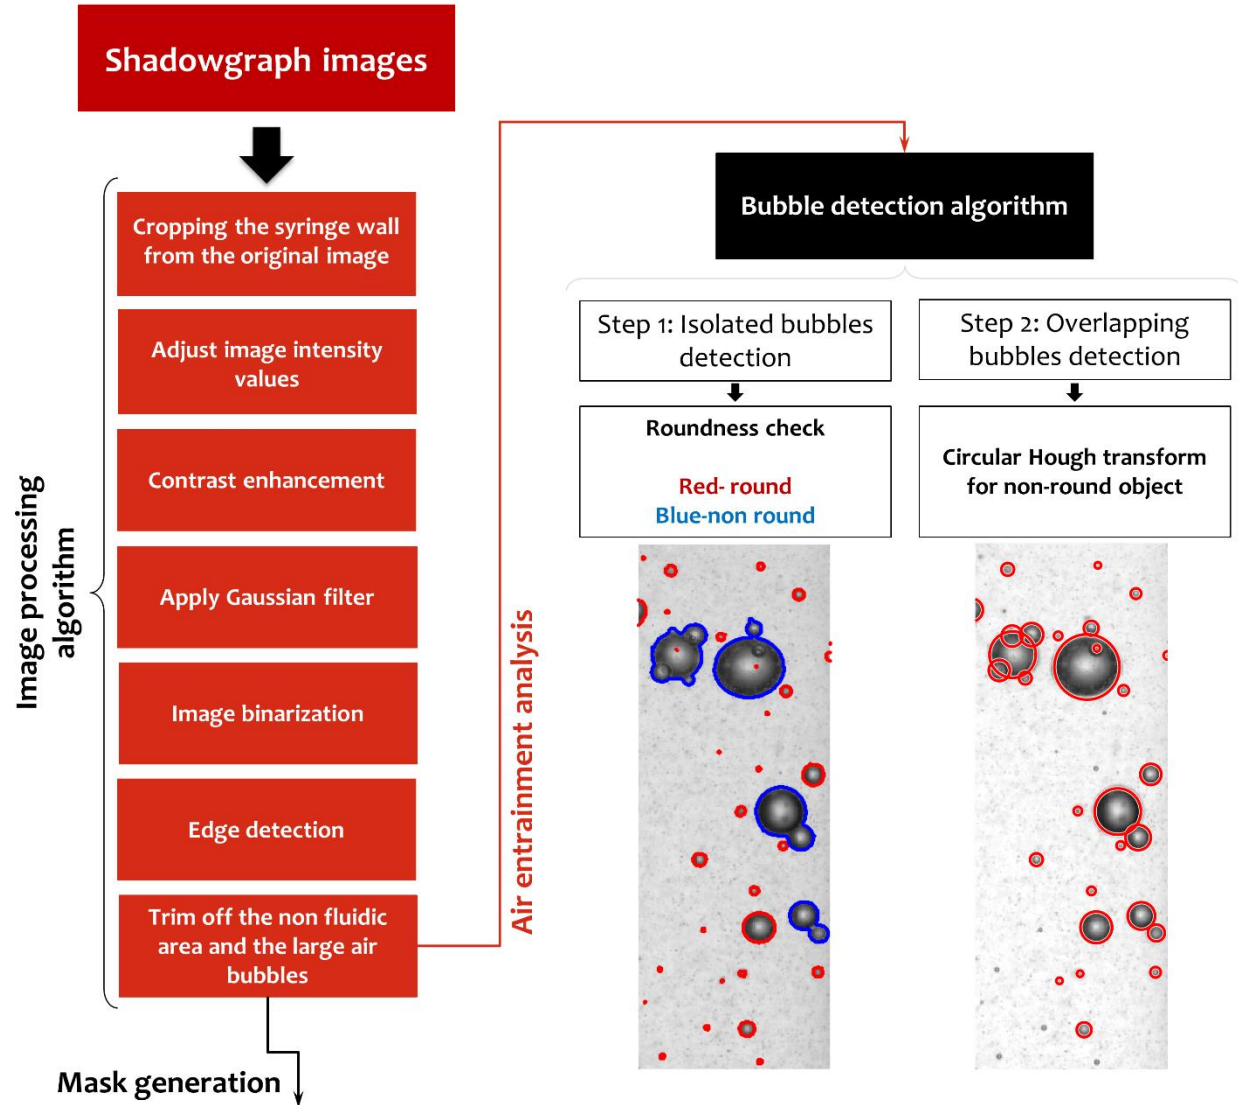 Shadowgraph images
Image processing
algorithm
Cropping the syringe wall
from the original image
Adjust image intensity
values
Contrast enhancement
Apply Gaussian filter
Image binarization
Edge detection
Trim off the non fluidic
area and the large air
bubbles
Mask generation
Air entrainment analysis
Bubble detection algorithm
Step 1: Isolated bubbles
detection
Roundness check
Red- round
Blue-non round
Step 2: Overlapping
bubbles detection
Circular Hough transform
for non-round object